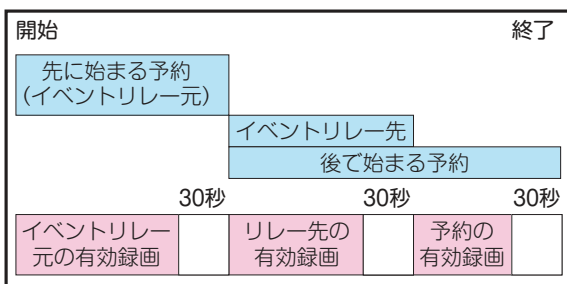 開始 終了
先に始まる予約
(イベントリレー元)
イベントリレー先
後で始まる予約
30秒 30秒 30秒
イベントリレー
元の有効録画
リレー先の
有効録画
予約の
有効録画